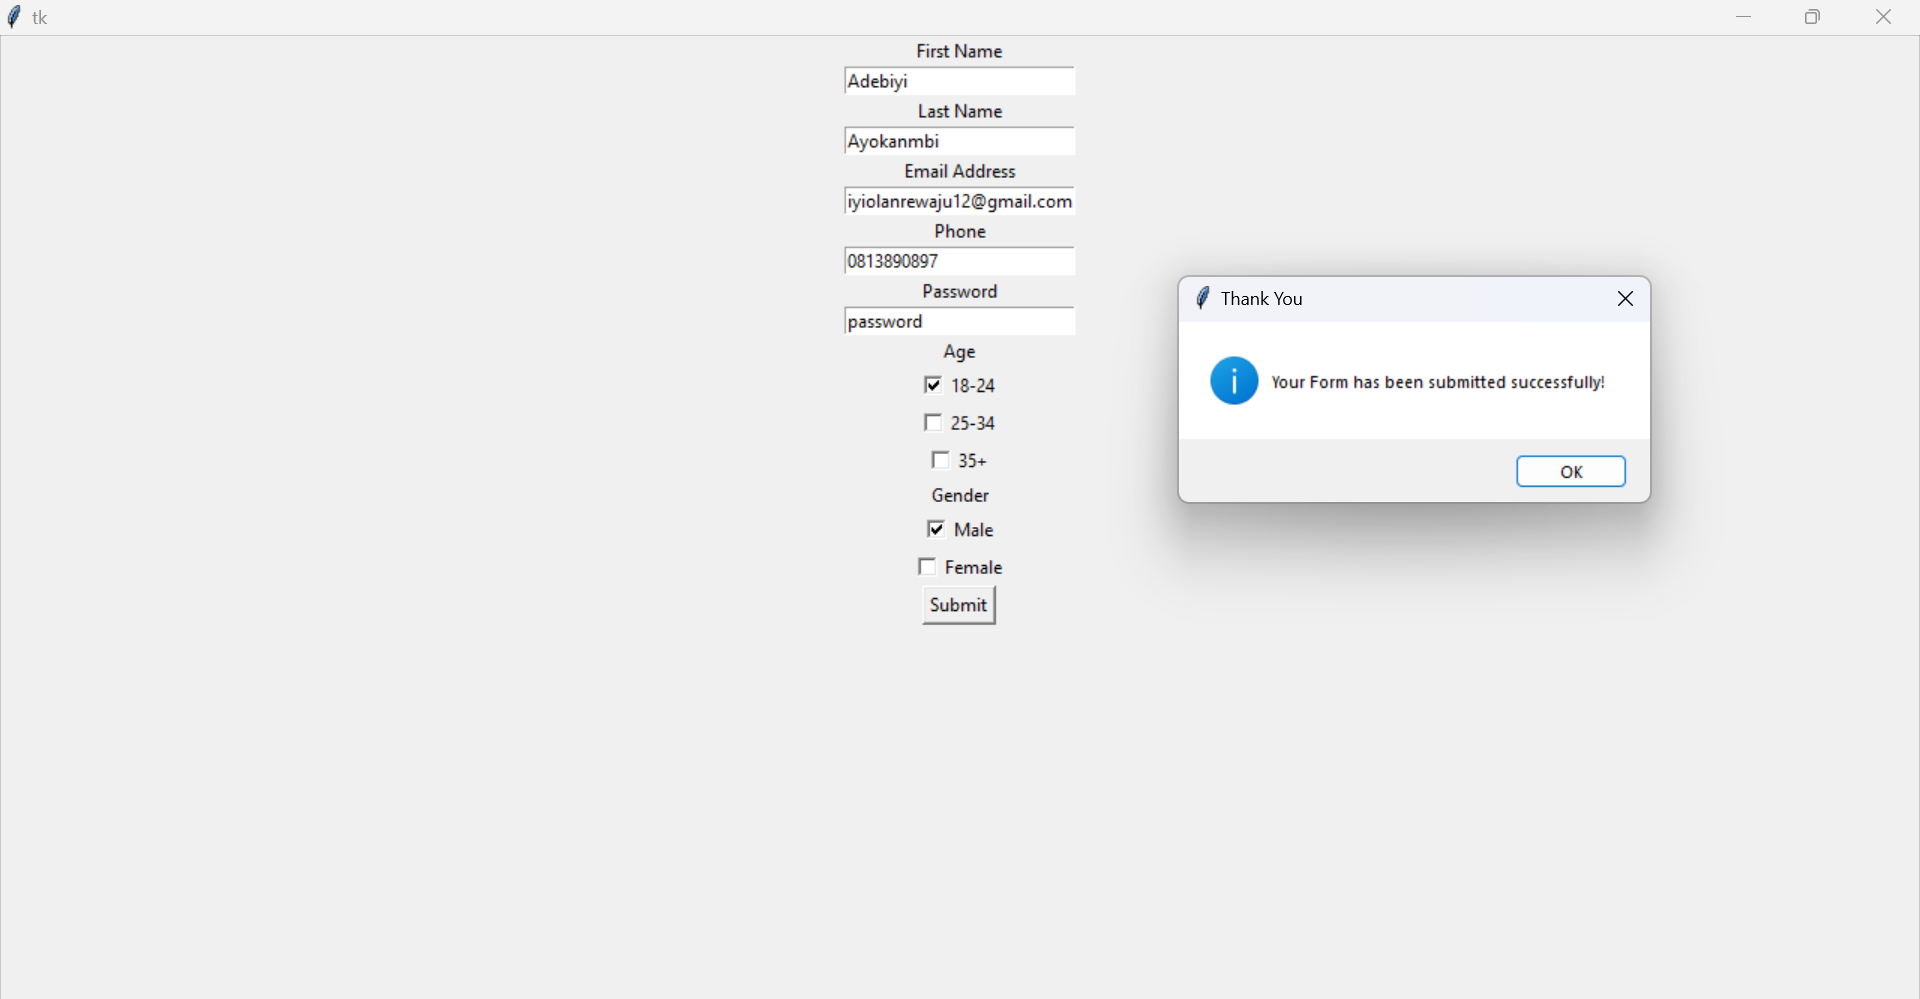 tk
First Name
Adebiyi
Last Name
Ayokanmbi
Email Address
iyiolanrewaju12@gmail.com
Phone
0813890897
Password
password
Age
18-24
25-34
35+
Gender
Male
Female
Submit
Thank You
Your Form has been submitted successfully!
OK